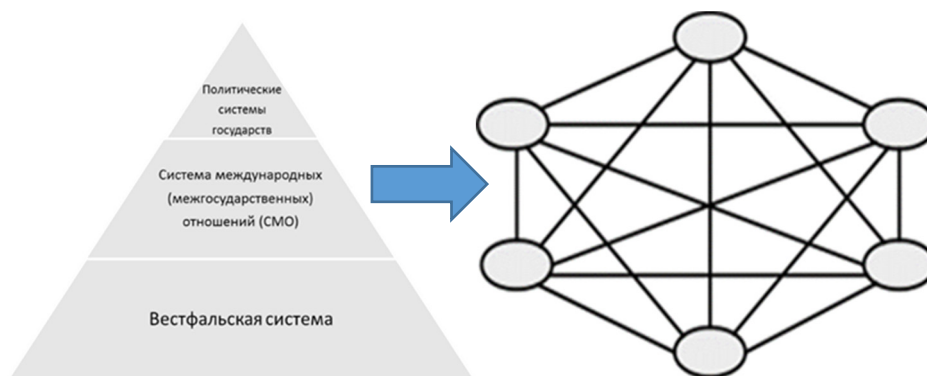 Политические
системы
государств
Система международных
(межгосударственных)
отношений (СМО)
Вестфальская система